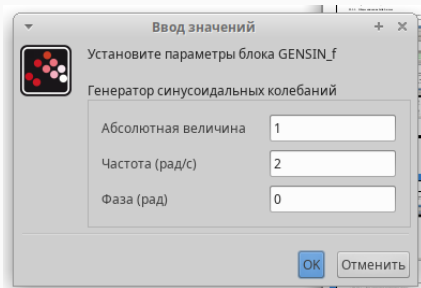 Ввод значений
Установите параметры блока GENSIN_f
Генератор синусоидальных колебаний
Абсолютная величина 1
Частота (рад/с) 2
Фаза (рад) 0
OK Отменить